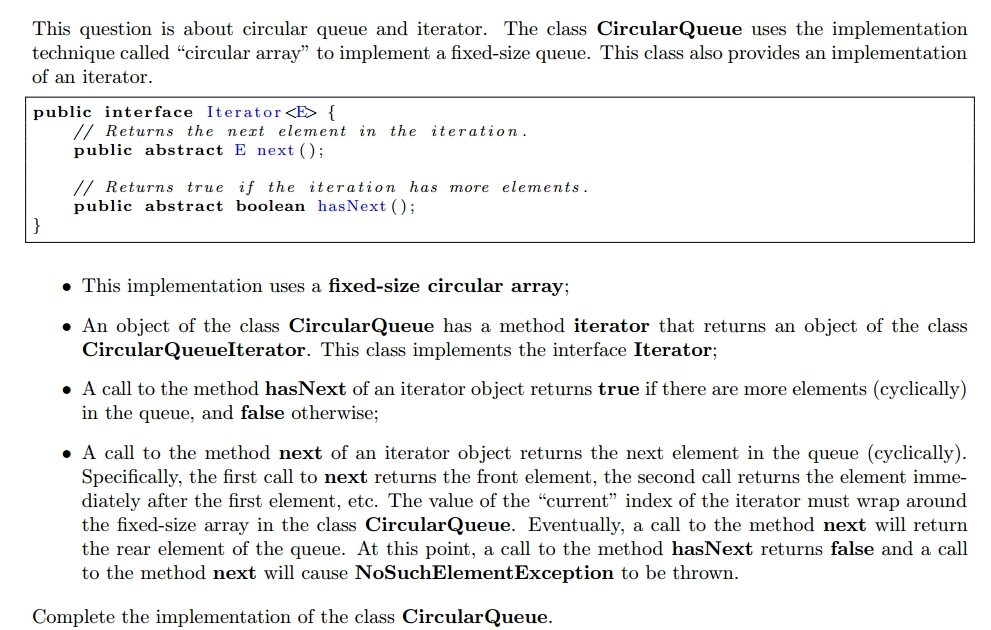 This question is about circular queue and iterator. The class CircularQueue uses the implementation
technique called “circular array” to implement a fixed-size queue. This class also provides an implementation
of an iterator.
public interface Iterator<E> {
// Returns the next element in the iteration.
public abstract E next();
// Returns true if the iteration has more elements.
public abstract boolean hasNext();
}
• This implementation uses a fixed-size circular array;
• An object of the class CircularQueue has a method iterator that returns an object of the class
CircularQueueIterator. This class implements the interface Iterator;
• A call to the method hasNext of an iterator object returns true if there are more elements (cyclically)
in the queue, and false otherwise;
• A call to the method next of an iterator object returns the next element in the queue (cyclically).
Specifically, the first call to next returns the front element, the second call returns the element imme-
diately after the first element, etc. The value of the “current” index of the iterator must wrap around
the fixed-size array in the class CircularQueue. Eventually, a call to the method next will return
the rear element of the queue. At this point, a call to the method hasNext returns false and a call
to the method next will cause NoSuchElementException to be thrown.
Complete the implementation of the class CircularQueue.